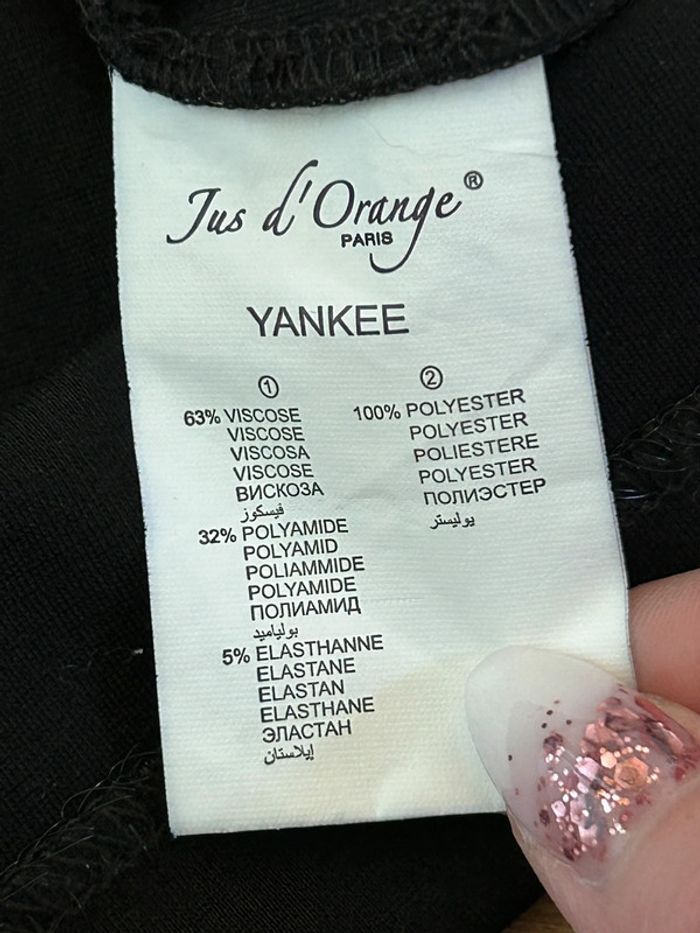 Jus d'Orange®
PARIS
YANKEE
①
63% VISCOSE
VISCOSE
VISCOSA
VISCOSE
ВИСКОЗА
فيسكوز
32% POLYAMIDE
POLYAMID
POLIAMMIDE
POLYAMIDE
ПОЛИАМИД
بولياميد
5% ELASTHANNE
ELASTANE
ELASTAN
ELASTHANE
ЭЛАСТАН
إيلاستان
②
100% POLYESTER
POLYESTER
POLIESTERE
POLYESTER
ПОЛИЭСТЕР
بوليستر